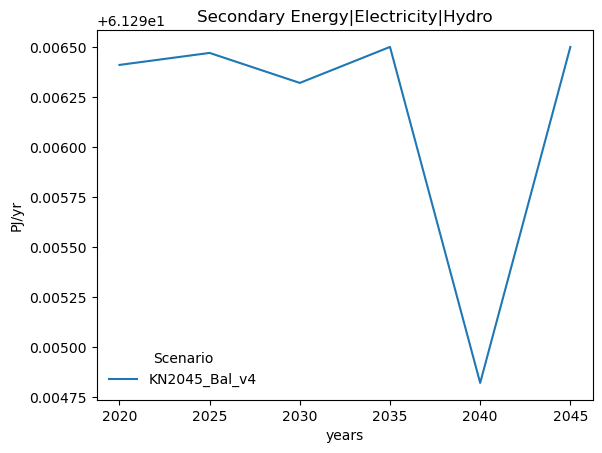 Secondary Energy|Electricity|Hydro
+6.129e1
0.00650
0.00625
0.00600
0.00575
0.00550
0.00525
0.00500
0.00475
PJ/yr
Scenario
KN2045_Bal_v4
2020 2025 2030 2035 2040 2045
years